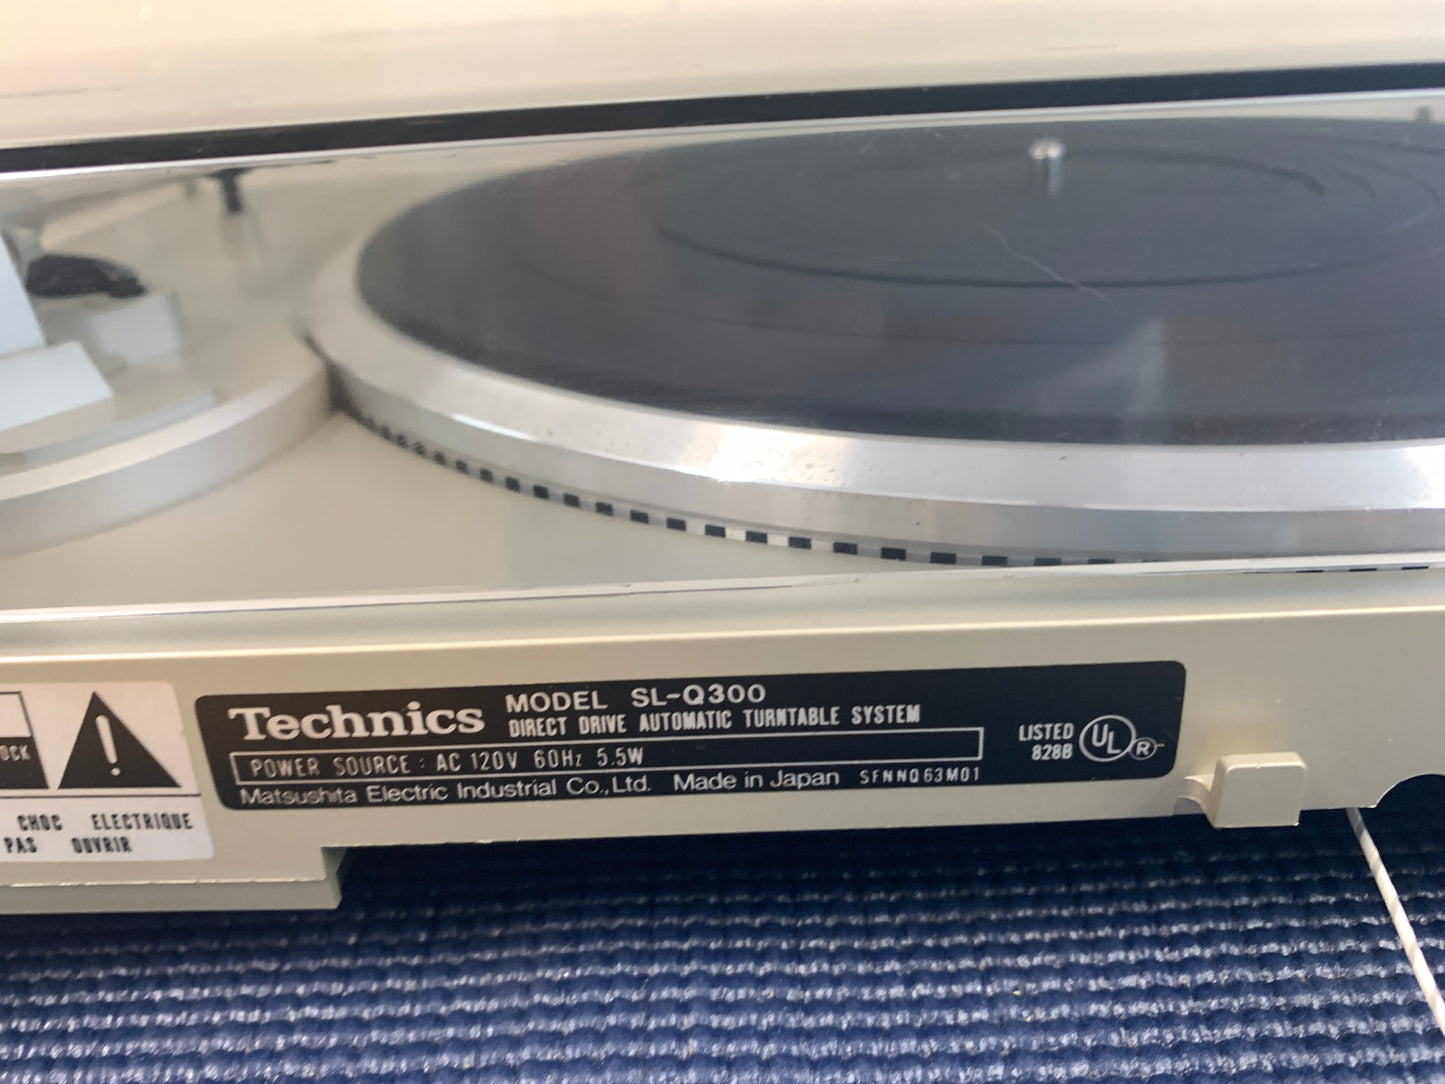 OCK
CHOC ELECTRIQUE
PAS OUVRIR
Technics
MODEL SL-Q300
DIRECT DRIVE AUTOMATIC TURNTABLE SYSTEM
POWER SOURCE : AC 120V 60Hz 5.5W
Matsushita Electric Industrial Co.,Ltd. Made in Japan SFNNQ63M01
LISTED
828B
UL ®